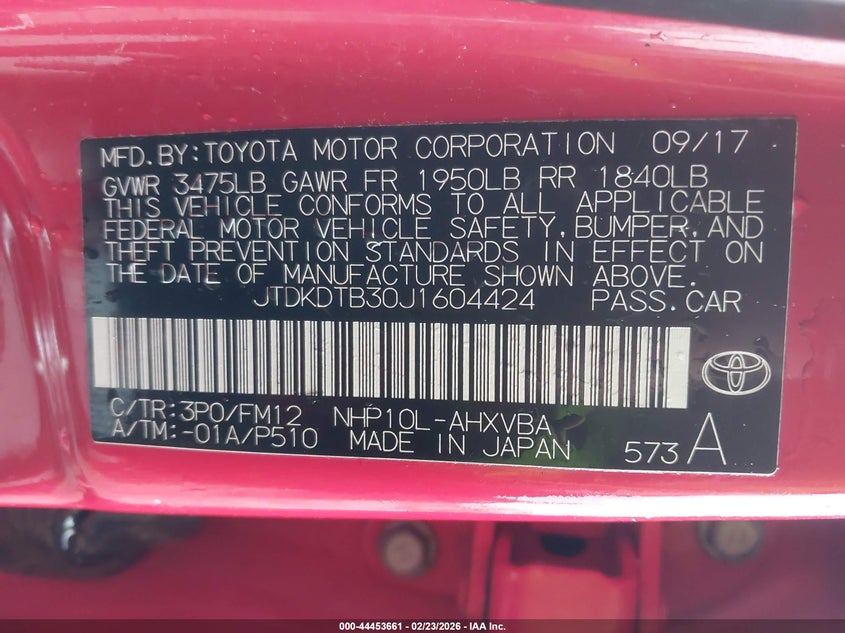 MFD.BY:TOYOTA MOTOR CORPORATION 09/17
GVWR 3475LB GAWR FR 1950LB RR 1840LB
THIS VEHICLE CONFORMS TO ALL APPLICABLE
FEDERAL MOTOR VEHICLE SAFETY,BUMPER,AND
THEFT PREVENTION STANDARDS IN EFFECT ON
THE DATE OF MANUFACTURE SHOWN ABOVE.
JTDKDTB30J1604424 PASS.CAR
C/TR:3P0/FM12 NHP10L-AHXVBA
A/TM:-01A/P510 MADE IN JAPAN 573A
000-44453661 - 02/23/2026 - IAA Inc.